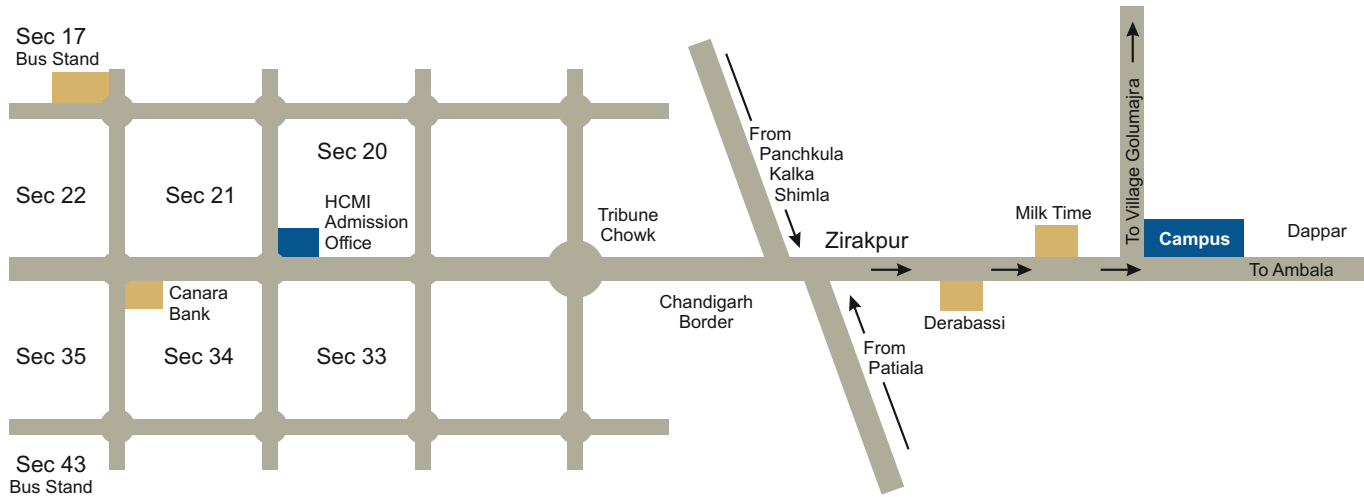 Sec 17
Bus Stand
Sec 20
Sec 22
Sec 21
HCMI
Admission
Office
Tribune
Chowk
Canara
Bank
Sec 35
Sec 34
Sec 33
Sec 43
Bus Stand
From
Panchkula
Kalka
Shimla
Zirakpur
Chandigarh
Border
From
Patiala
Milk Time
Derabassi
To Village Golumajra
Campus
Dappar
To Ambala